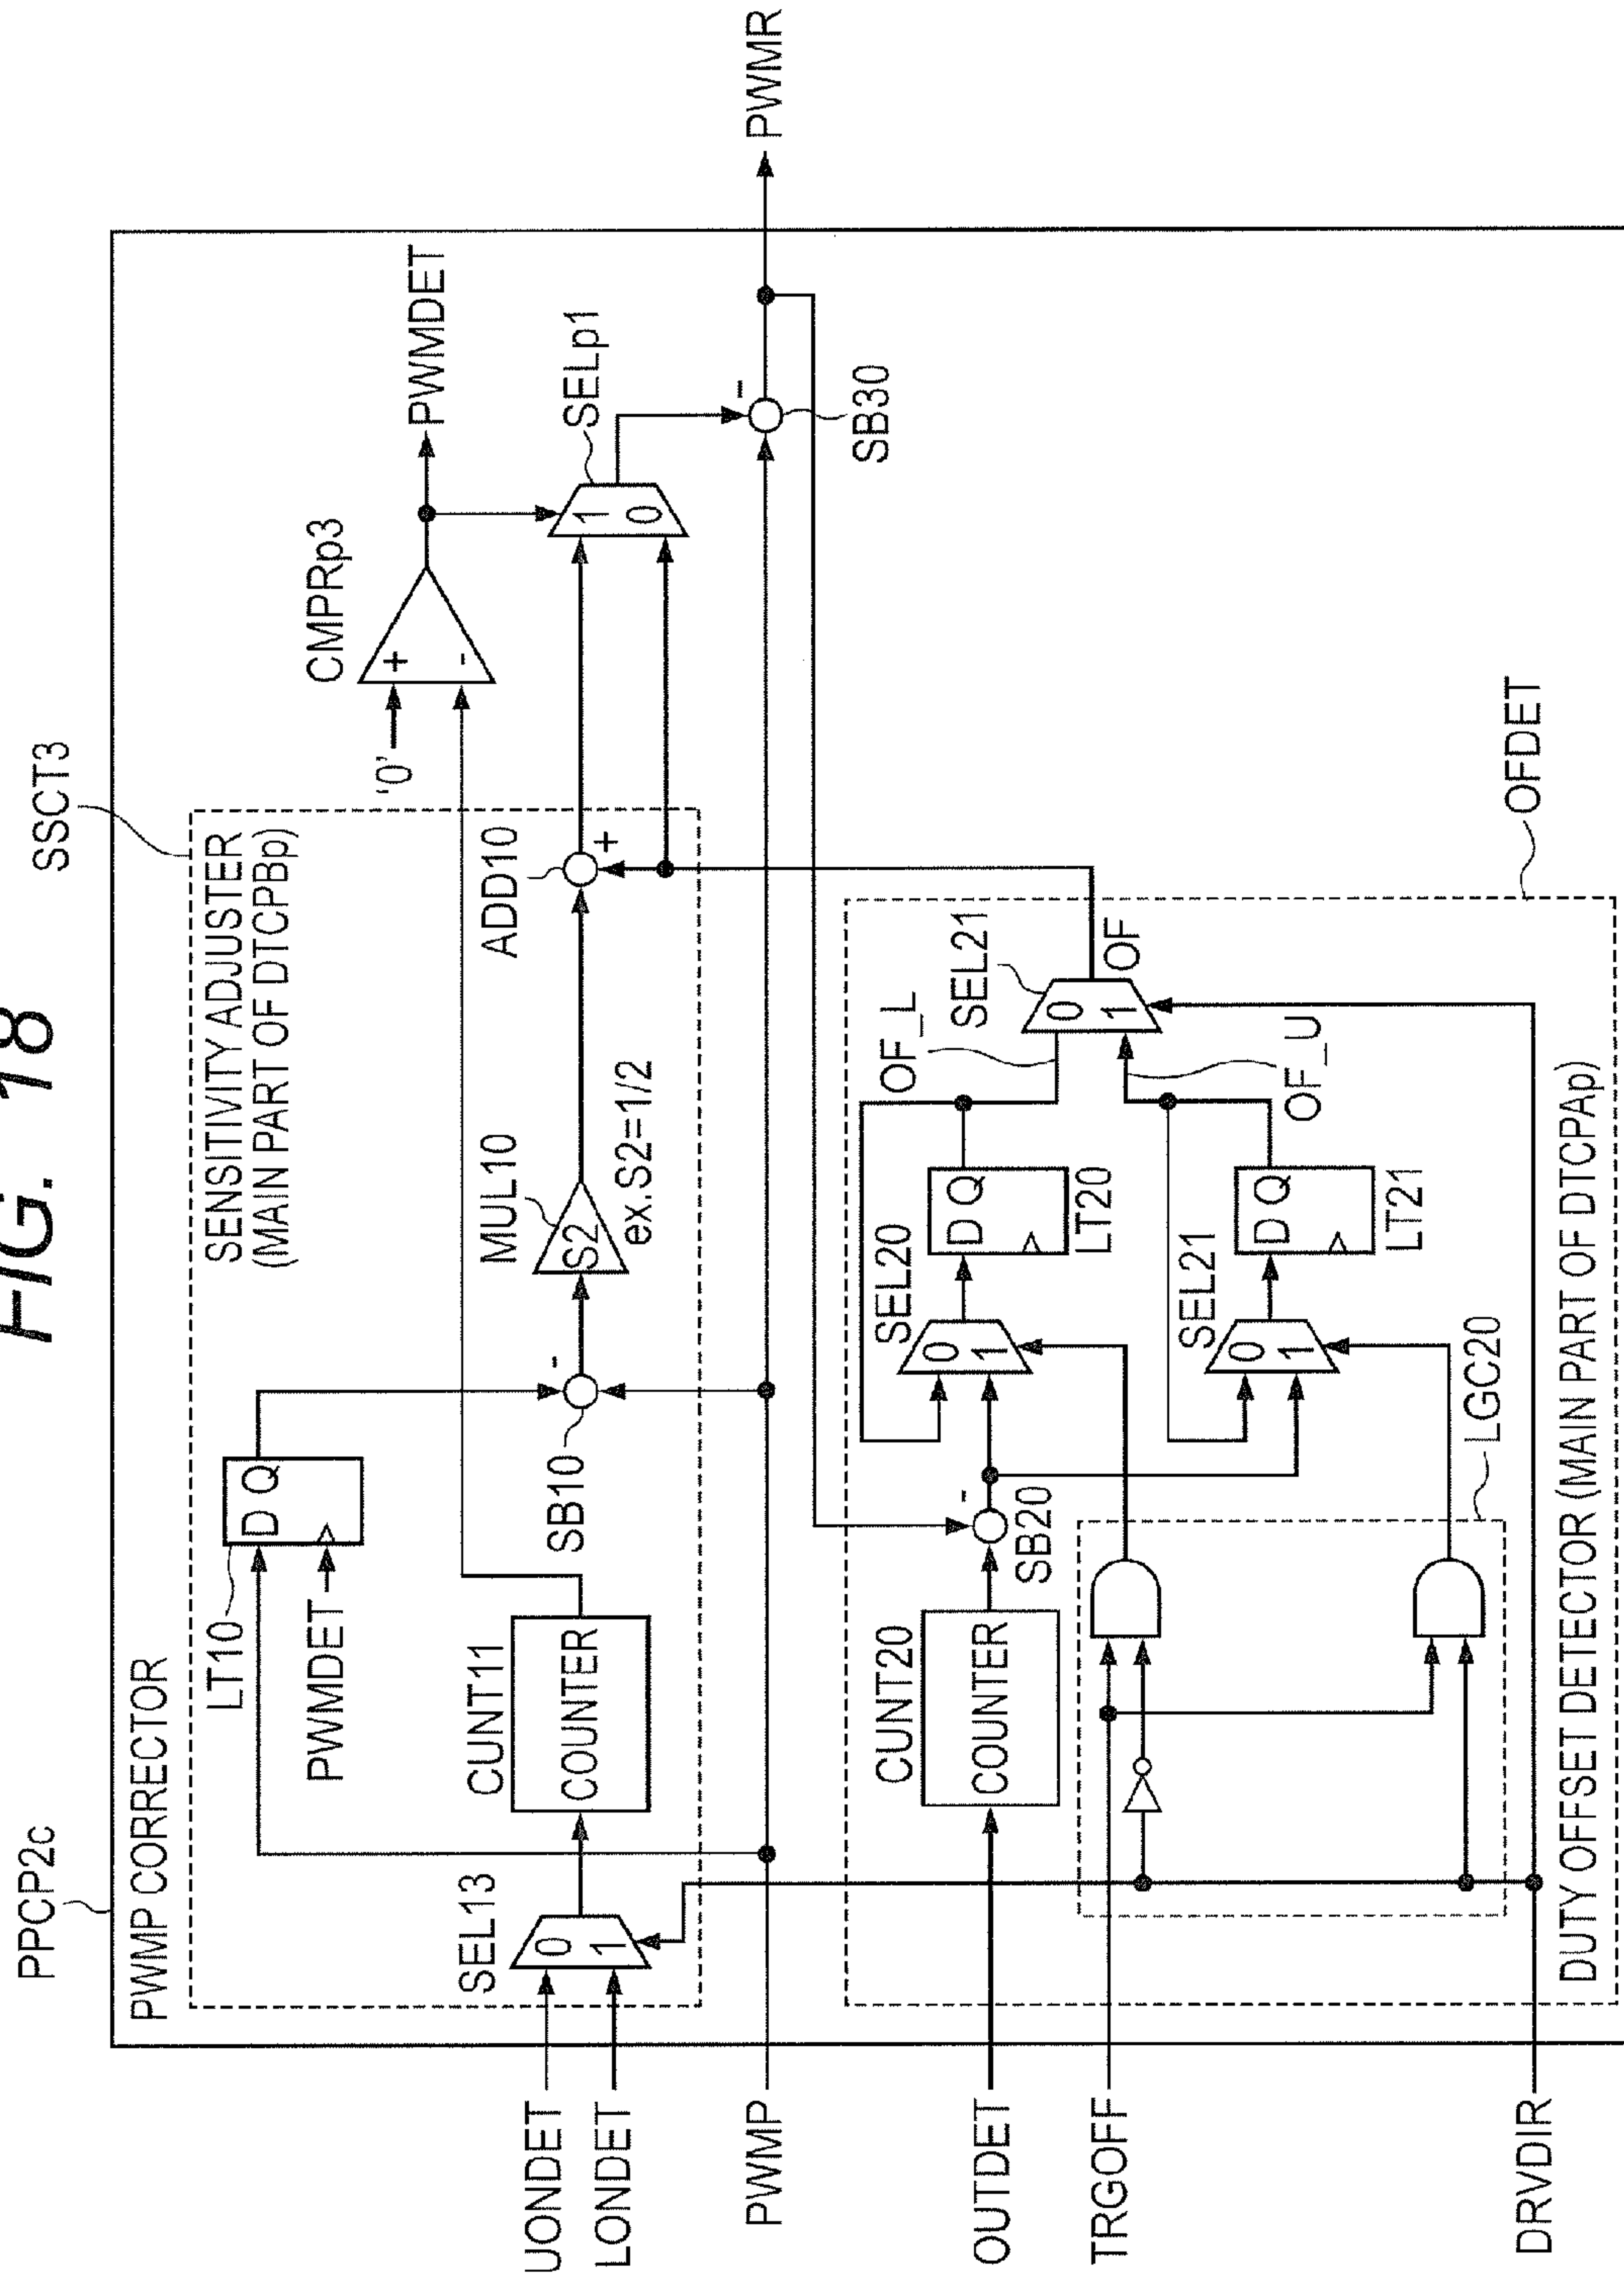 FIG. 18
PPCP2c
SSCT3
PWMP CORRECTOR
SENSITIVITY ADJUSTER
(MAIN PART OF DTCPBp)
LT10
D Q
PWMDET
SEL13
0
1
CUNT11
COUNTER
SB10
-
MUL10
S2
ex.S2=1/2
ADD10
+
'0'
CMPRp3
+
-
PWMDET
SELp1
1
0
-
SB30
PWMR
UONDET
LONDET
PWMP
OUTDET
TRGOFF
DRVDIR
CUNT20
COUNTER
-
SB20
SEL20
0
1
D Q
LT20
OF_L
SEL21
0
1
OF
SEL21
0
1
D Q
LT21
OF_U
LGC20
DUTY OFFSET DETECTOR (MAIN PART OF DTCPAp)
OFDET